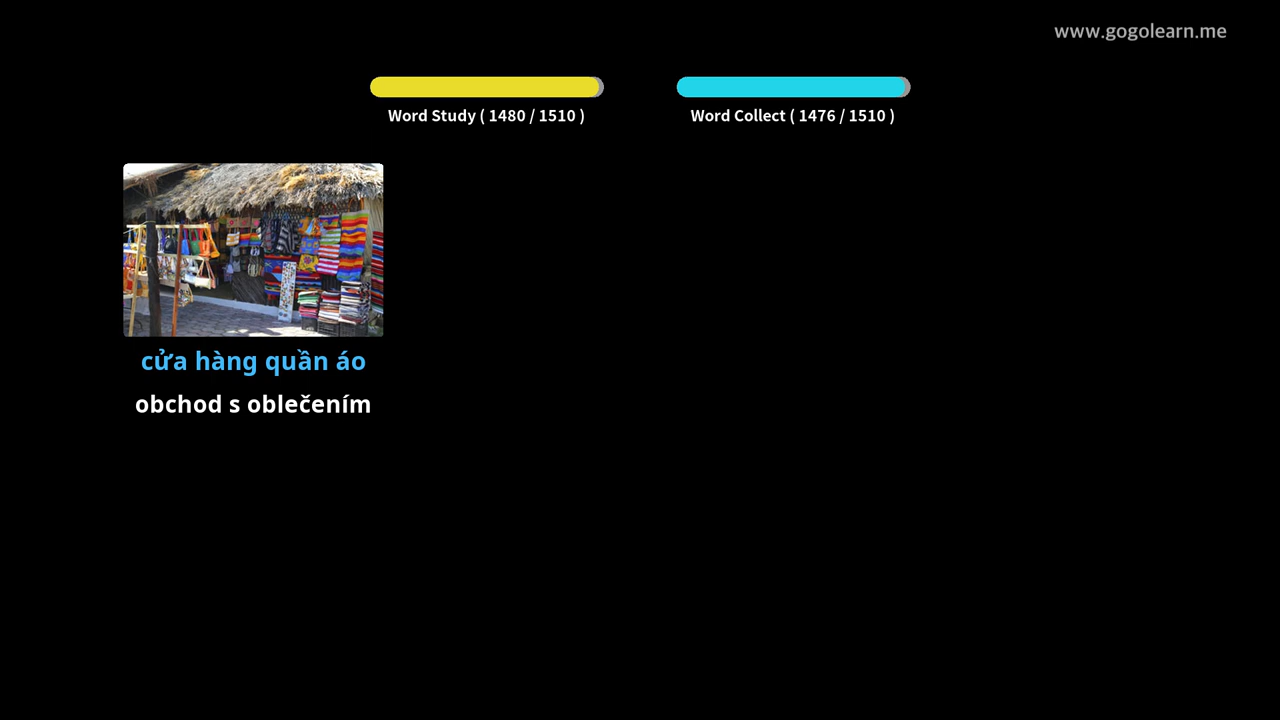 www.gogolearn.me
Word Study ( 1480 / 1510 )
Word Collect ( 1476 / 1510 )
cửa hàng quần áo
obchod s oblečením